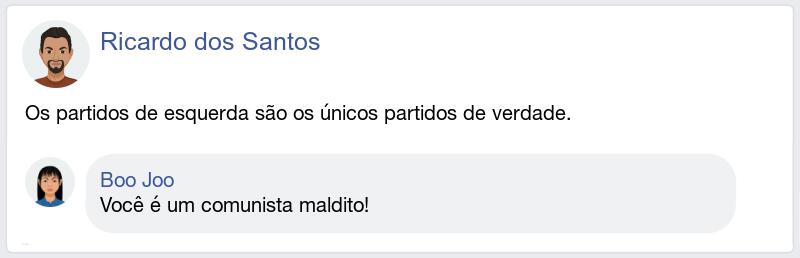 Ricardo dos Santos
Os partidos de esquerda são os únicos partidos de verdade.
Boo Joo
Você é um comunista maldito!